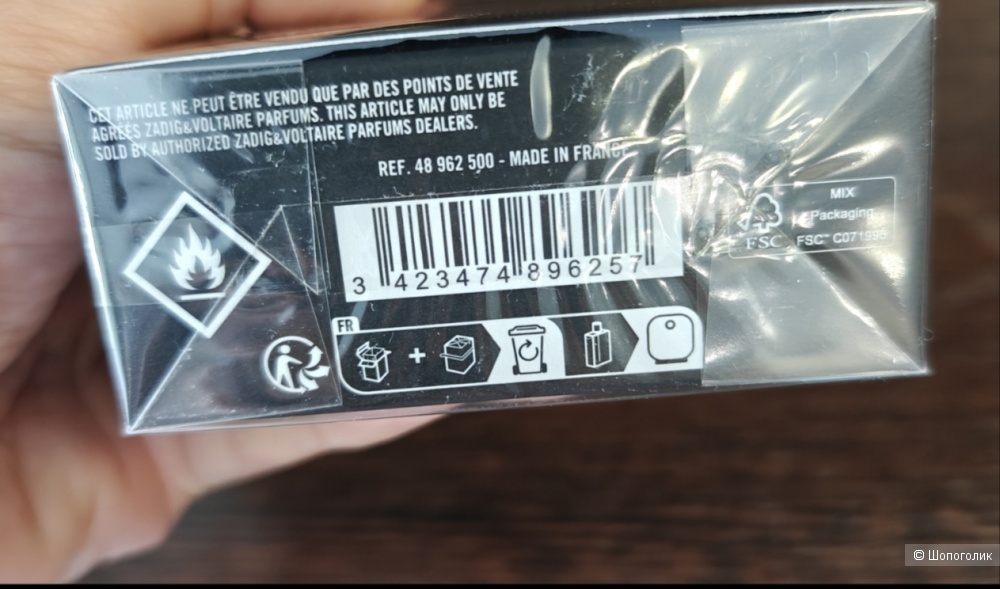 CET ARTICLE NE PEUT ÊTRE VENDU QUE PAR DES POINTS DE VENTE
AGRÉÉS ZADIG&VOLTAIRE PARFUMS. THIS ARTICLE MAY ONLY BE
SOLD BY AUTHORIZED ZADIG&VOLTAIRE PARFUMS DEALERS.
REF. 48 962 500 - MADE IN FRANCE
3 423474 896257
FR
MIX
Packaging
FSC
FSC™ C071995
© Шопоголик